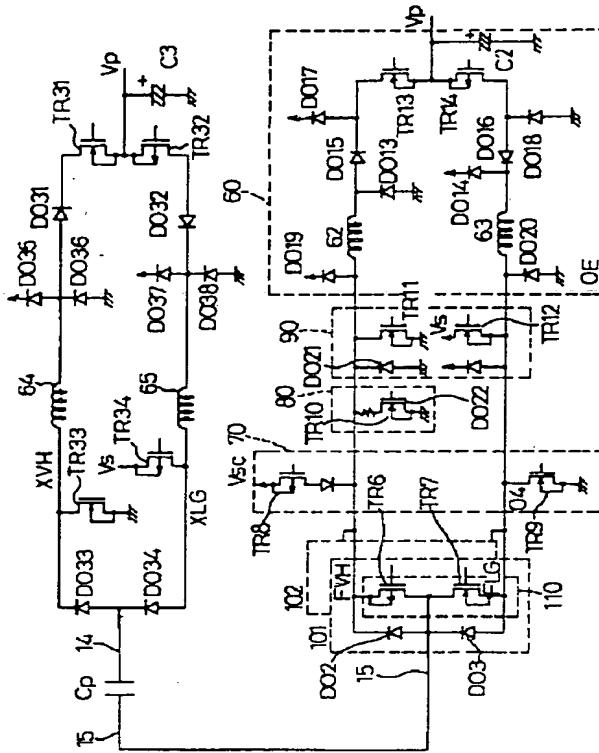 Vp
TR31
+
C3
TR32
DO31
DO32
DO35
DO36
DO37
DO38
64
65
XVH
TR33
TR34
Vs
XLG
DO33
DO34
14
Cp
15
Vp
+
C2
DO17
TR13
TR14
DO15
DO16
DO13
DO14
DO18
60
62
63
DO19
DO20
OE
90
TR11
DO21
Vs
TR12
80
TR10
DO22
70
Vsc
TR8
O4
TR9
102
101
FVH
TR6
TR7
FLG
110
DO2
DO3
15